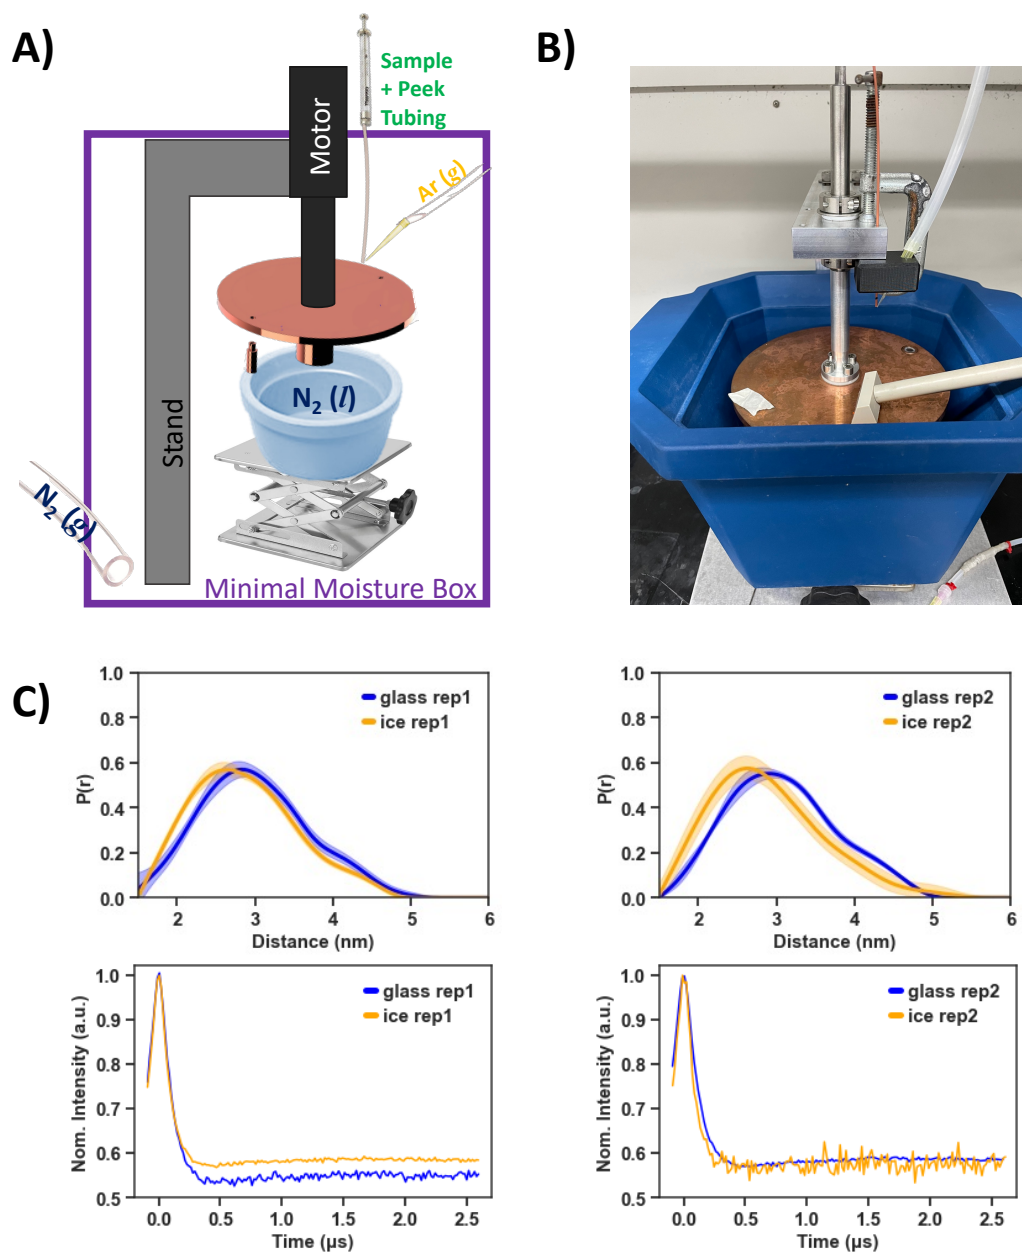 A)
Sample
+ Peek
Tubing
Motor
Ar (g)
N₂ (l)
Stand
N₂ (g)
Minimal Moisture Box
B)
C)
1.0
0.8
0.6
0.4
0.2
0.0
P(r)
glass rep1
ice rep1
2 3 4 5 6
Distance (nm)
1.0
0.8
0.6
0.4
0.2
0.0
P(r)
glass rep2
ice rep2
2 3 4 5 6
Distance (nm)
1.0
0.9
0.8
0.7
0.6
0.5
Nom. Intensity (a.u.)
glass rep1
ice rep1
0.0 0.5 1.0 1.5 2.0 2.5
Time (μs)
1.0
0.9
0.8
0.7
0.6
0.5
Nom. Intensity (a.u.)
glass rep2
ice rep2
0.0 0.5 1.0 1.5 2.0 2.5
Time (μs)